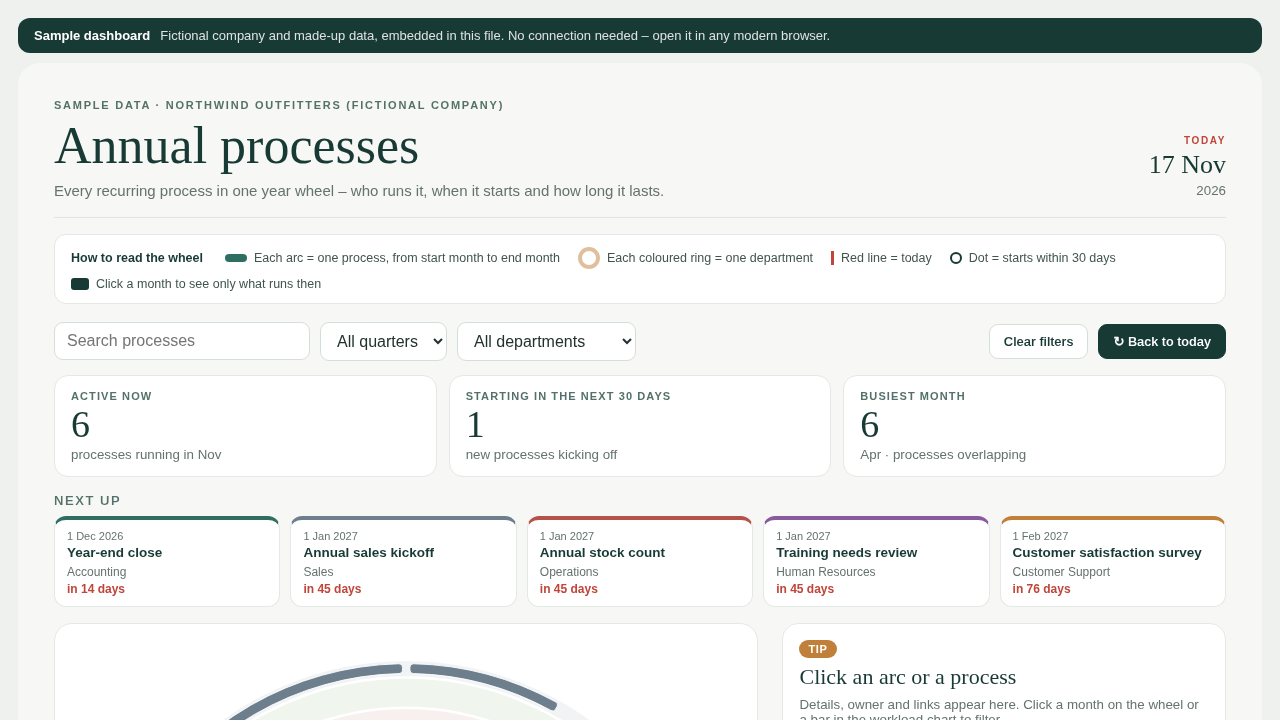 Sample dashboard Fictional company and made-up data, embedded in this file. No connection needed – open it in any modern browser.
SAMPLE DATA · NORTHWIND OUTFITTERS (FICTIONAL COMPANY)
Annual processes
Every recurring process in one year wheel – who runs it, when it starts and how long it lasts.
TODAY
17 Nov
2026
How to read the wheel Each arc = one process, from start month to end month Each coloured ring = one department Red line = today Dot = starts within 30 days
Click a month to see only what runs then
Search processes All quarters All departments Clear filters ↻ Back to today
ACTIVE NOW
6
processes running in Nov
STARTING IN THE NEXT 30 DAYS
1
new processes kicking off
BUSIEST MONTH
6
Apr · processes overlapping
NEXT UP
1 Dec 2026
Year-end close
Accounting
in 14 days
1 Jan 2027
Annual sales kickoff
Sales
in 45 days
1 Jan 2027
Annual stock count
Operations
in 45 days
1 Jan 2027
Training needs review
Human Resources
in 45 days
1 Feb 2027
Customer satisfaction survey
Customer Support
in 76 days
TIP
Click an arc or a process
Details, owner and links appear here. Click a month on the wheel or
a bar in the workload chart to filter.